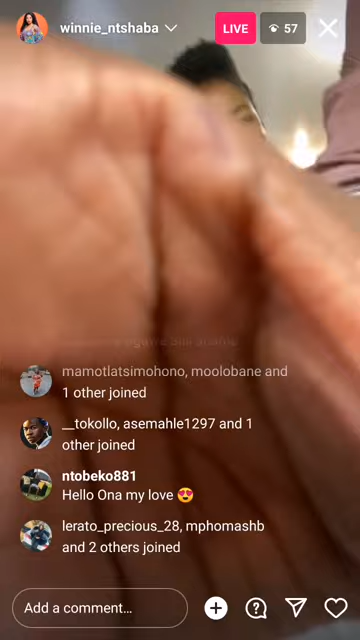 winnie_ntshaba
LIVE
57
mamotlatsimohono, moolobane and
1 other joined
__tokollo, asemahle1297 and 1
other joined
ntobeko881
Hello Ona my love 😍
lerato_precious_28, mphomashb
and 2 others joined
Add a comment...